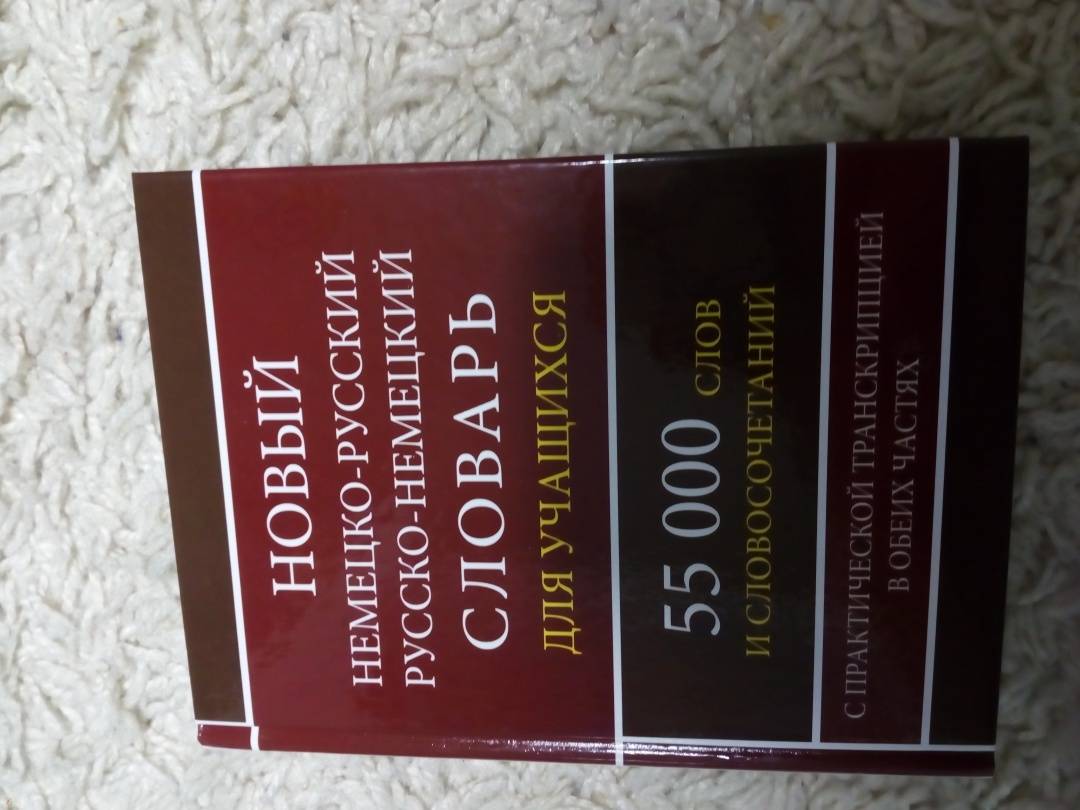 НОВЫЙ
НЕМЕЦКО-РУССКИЙ
РУССКО-НЕМЕЦКИЙ
СЛОВАРЬ
ДЛЯ УЧАЩИХСЯ
55 000 СЛОВ
И СЛОВОСОЧЕТАНИЙ
С ПРАКТИЧЕСКОЙ ТРАНСКРИПЦИЕЙ
В ОБЕИХ ЧАСТЯХ